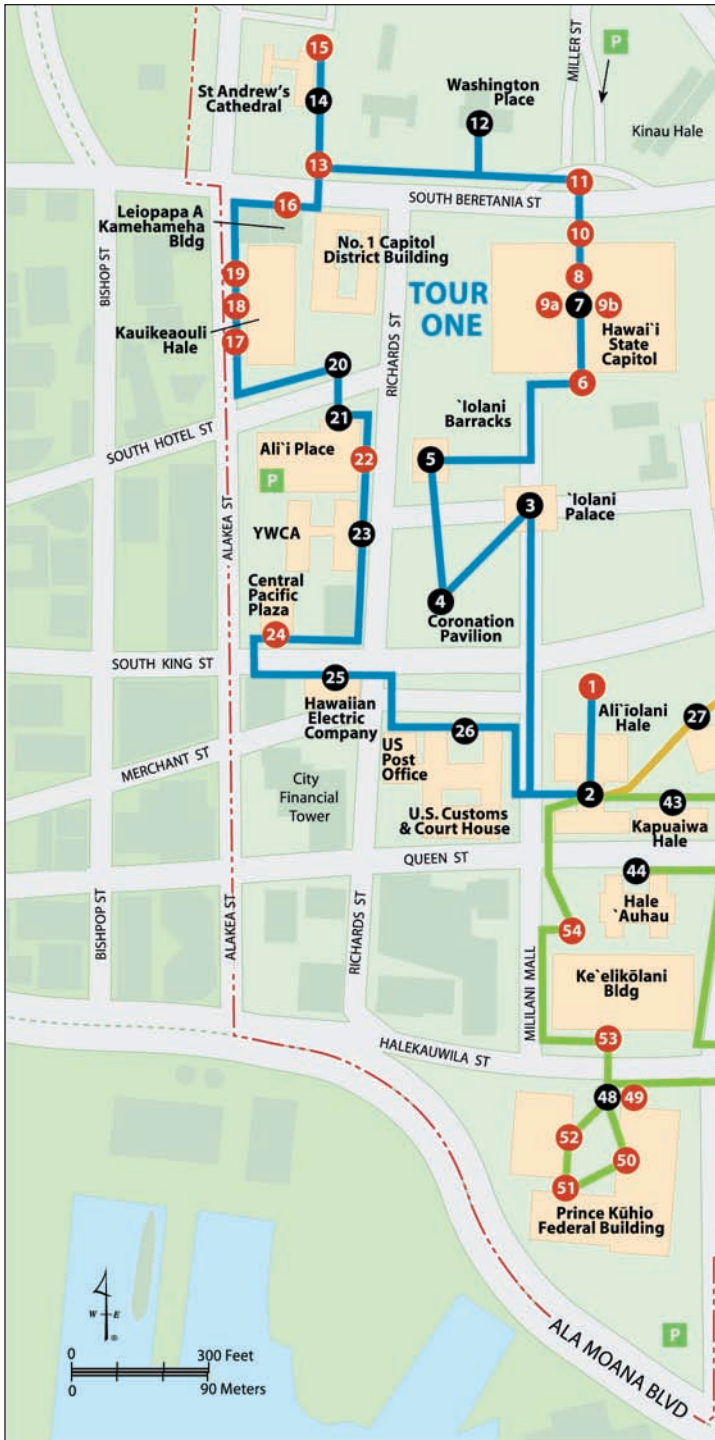 MILLER ST
P
15
St Andrew's
Cathedral
14
Washington
Place
12
Kinau Hale
13
11
16
SOUTH BERETANIA ST
Leiopapa A
Kamehameha
Bldg
10
No. 1 Capitol
District Building
BISHOP ST
19
8
TOUR
ONE
9a
7
9b
18
Kauikeaouli
Hale
17
Hawai`i
State
Capitol
RICHARDS ST
20
6
21
`Iolani
Barracks
SOUTH HOTEL ST
Ali`i Place
22
5
P
ALAKEA ST
3
`Iolani
Palace
YWCA
23
Central
Pacific
Plaza
4
Coronation
Pavilion
24
SOUTH KING ST
25
1
Hawaiian
Electric
Company
Ali`iolani
Hale
27
26
MERCHANT ST
US
Post
Office
City
Financial
Tower
2
43
U.S. Customs
& Court House
Kapuaiwa
Hale
QUEEN ST
44
Hale
`Auhau
BISHPOP ST
ALAKEA ST
RICHARDS ST
54
MILILANI MALL
Ke`elikōlani
Bldg
53
HALEKAUWILA ST
48
49
52
50
51
Prince Kūhio
Federal Building
W
E
®
ALA MOANA BLVD
P
0
300 Feet
0
90 Meters